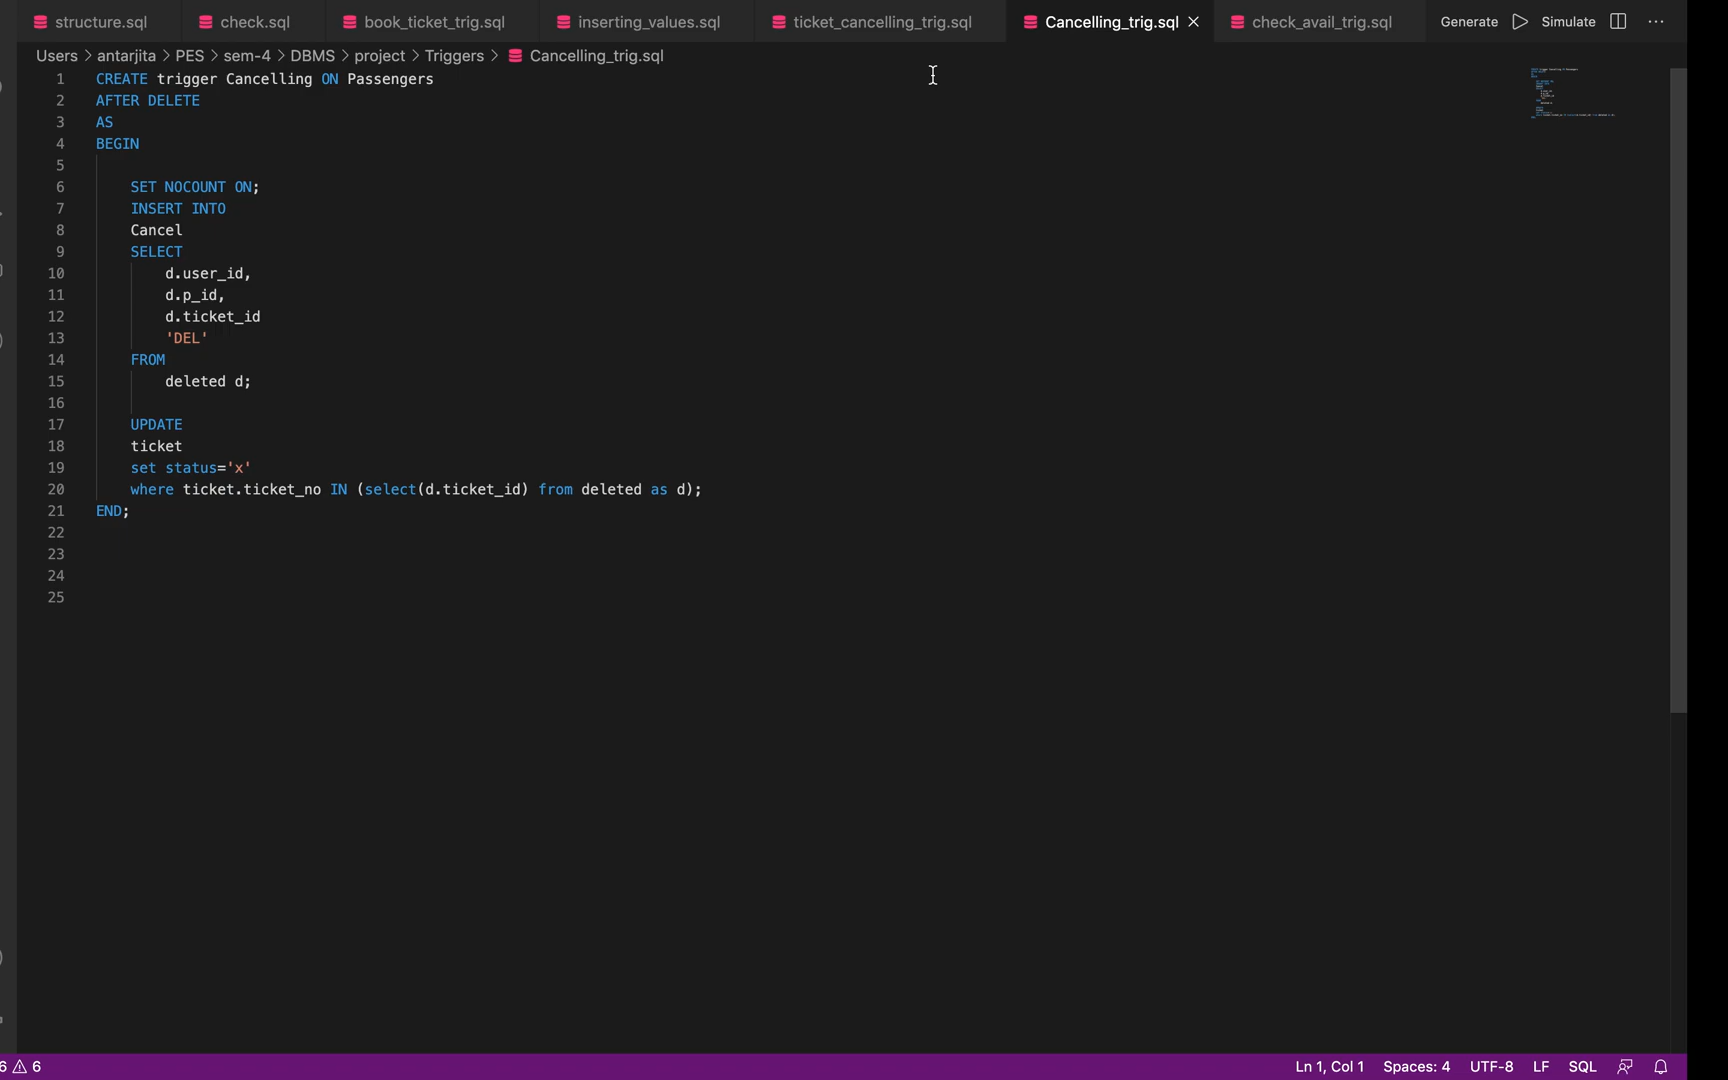 structure.sql check.sql book_ticket_trig.sql inserting_values.sql ticket_cancelling_trig.sql Cancelling_trig.sql × check_avail_trig.sql Generate Simulate ...
Users > antarjita > PES > sem-4 > DBMS > project > Triggers > Cancelling_trig.sql
1 CREATE trigger Cancelling ON Passengers
2 AFTER DELETE
3 AS
4 BEGIN
5
6 SET NOCOUNT ON;
7 INSERT INTO
8 Cancel
9 SELECT
10 d.user_id,
11 d.p_id,
12 d.ticket_id
13 'DEL'
14 FROM
15 deleted d;
16
17 UPDATE
18 ticket
19 set status='x'
20 where ticket.ticket_no IN (select(d.ticket_id) from deleted as d);
21 END;
22
23
24
25
6 6 Ln 1, Col 1 Spaces: 4 UTF-8 LF SQL